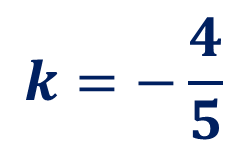 k = - 4/5